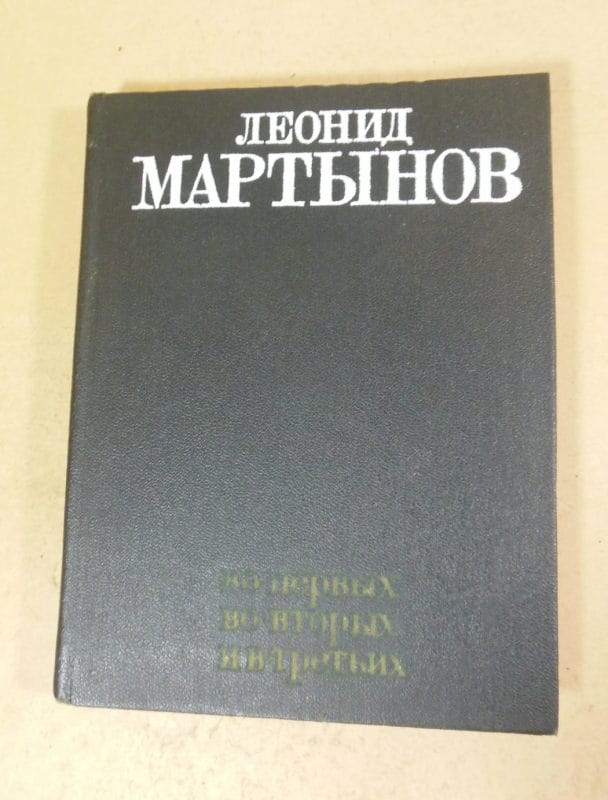 ЛЕОНИД
МАРТЫНОВ
во первых
во вторых
и в третьих